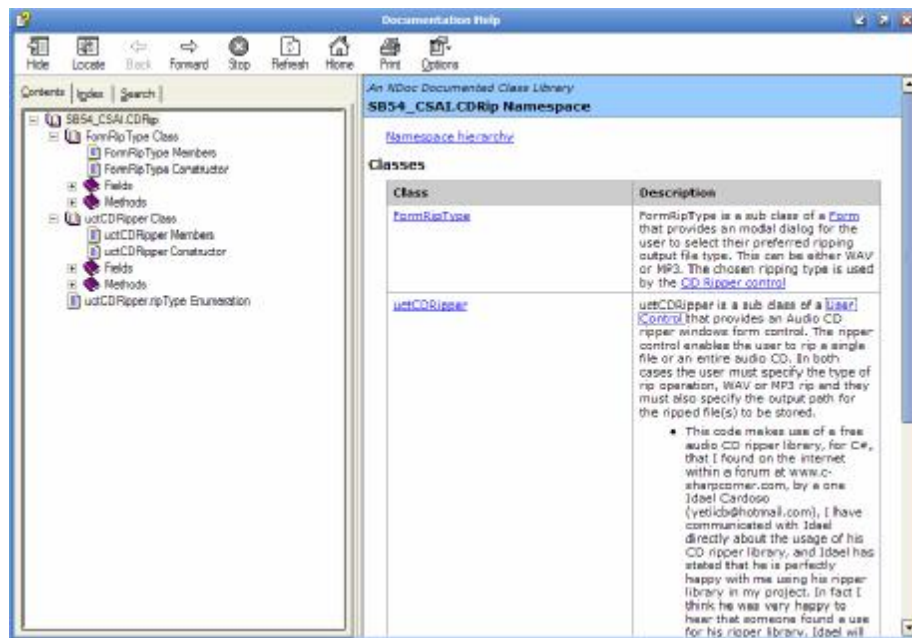 Documentation Help
Hide Locate Back Forward Stop Refresh Home Print Options
Contents Index Search
SB54_CSAI.CDRip
FormRipType Class
FormRipType Members
FormRipType Constructor
Fields
Methods
uctCDRipper Class
uctCDRipper Members
uctCDRipper Constructor
Fields
Methods
uctCDRipper.ripType Enumeration
An NDoc Documented Class Library
SB54_CSAI.CDRip Namespace
Namespace hierarchy
Classes
Class Description
FormRipType
FormRipType is a sub class of a Form
that provides an modal dialog for the
user to select their preferred ripping
output file type. This can be either WAV
or MP3. The chosen ripping type is used
by the CD Ripper control
uctCDRipper
uctCDRipper is a sub class of a User
Control that provides an Audio CD
ripper windows form control. The ripper
control enables the user to rip a single
file or an entire audio CD. In both
cases the user must specify the type of
rip operation, WAV or MP3 rip and they
must also specify the output path for
the ripped file(s) to be stored.
• This code makes use of a free
audio CD ripper library, for C#,
that I found on the internet
within a forum at www.c-
sharpcorner.com, by a one
Idael Cardoso
(yeticb@hotmail.com), I have
communicated with Idael
directly about the usage of his
CD ripper library, and Idael has
stated that he is perfectly
happy with me using his ripper
library in my project. In fact I
think he was very happy to
hear that someone found a use
for his ripper library. Idael will